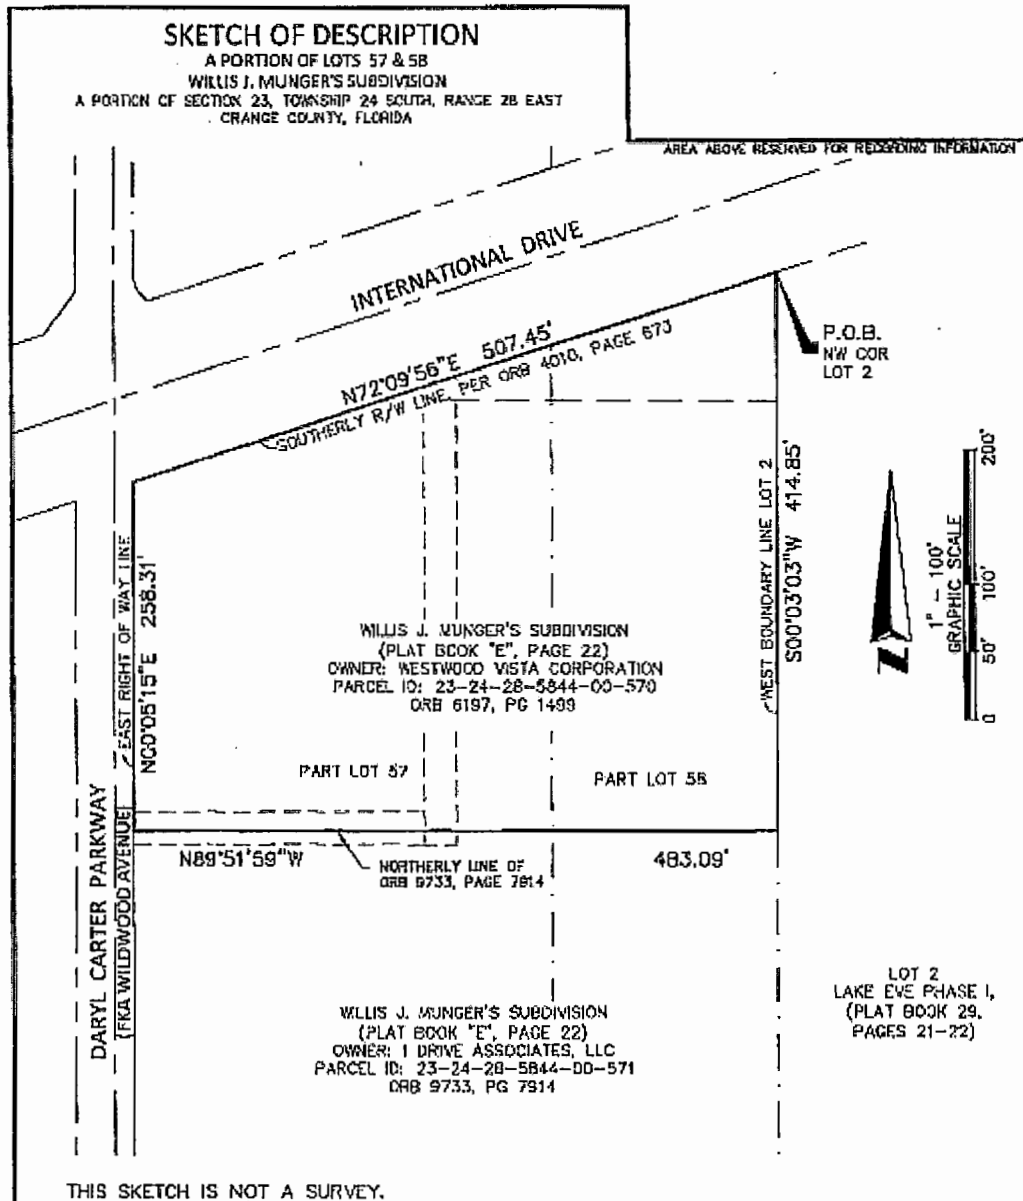 SKETCH OF DESCRIPTION
A PORTION OF LOTS 57 & 58
WILLIS J. MUNGER'S SUBDIVISION
A PORTION OF SECTION 23, TOWNSHIP 24 SOUTH, RANGE 28 EAST
ORANGE COUNTY, FLORIDA
AREA ABOVE RESERVED FOR RECORDING INFORMATION
INTERNATIONAL DRIVE
N72°09'56"E 507.45'
SOUTHERLY R/W LINE, PER ORB 4010, PAGE 673
P.O.B.
NW COR
LOT 2
WEST BOUNDARY LINE LOT 2
S00°03'03"W 414.85'
1" = 100'
GRAPHIC SCALE
0 50' 100' 200'
N
EAST RIGHT OF WAY LINE
N00°05'15"E 258.31'
WILLIS J. MUNGER'S SUBDIVISION
(PLAT BOOK "E", PAGE 22)
OWNER: WESTWOOD VISTA CORPORATION
PARCEL ID: 23-24-28-5844-00-570
ORB 6197, PG 1499
PART LOT 57
PART LOT 58
DARYL CARTER PARKWAY
(FKA WILDWOOD AVENUE)
N89°51'59"W
483.09'
NORTHERLY LINE OF
ORB 9733, PAGE 7914
WILLIS J. MUNGER'S SUBDIVISION
(PLAT BOOK "E", PAGE 22)
OWNER: I DRIVE ASSOCIATES, LLC
PARCEL ID: 23-24-28-5844-00-571
ORB 9733, PG 7914
LOT 2
LAKE EVE PHASE I,
(PLAT BOOK 29,
PAGES 21-22)
THIS SKETCH IS NOT A SURVEY.